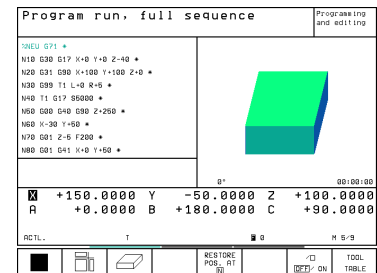 Program run, full sequence
Programming
and editing
%NEU G71 *
N10 G30 G17 X+0 Y+0 Z-40 *
N20 G31 G90 X+100 Y+100 Z+0 *
N30 G99 T1 L+0 R+5 *
N40 T1 G17 S5000 *
N50 G00 G40 G90 Z+250 *
N60 X-30 Y+50 *
N70 G01 Z-5 F200 *
N80 G01 G41 X+0 Y+50 *
0° 00:00:00
X +150.0000 Y -50.0000 Z +100.0000
A +0.0000 B +180.0000 C +90.0000
ACTL. T 0 M 5/9
RESTORE
POS. AT
N
OFF / ON
TOOL
TABLE